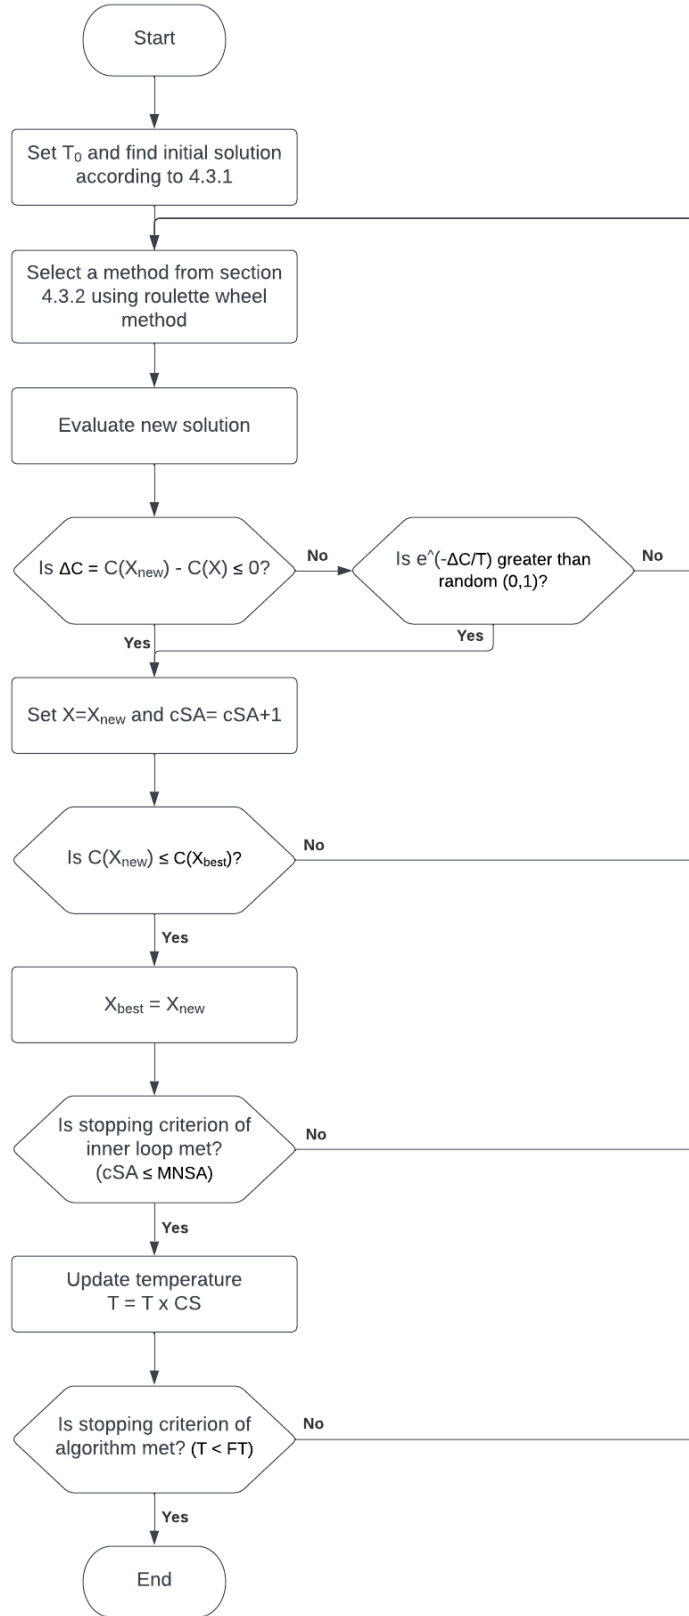 Start
Set T₀ and find initial solution
according to 4.3.1
Select a method from section
4.3.2 using roulette wheel
method
Evaluate new solution
Is ΔC = C(Xₙₑw) - C(X) ≤ 0?
No
Is e^(-ΔC/T) greater than
random (0,1)?
No
Yes
Yes
Set X=Xnew and cSA= cSA+1
Is C(Xnew) ≤ C(Xbest)?
No
Yes
Xbest = Xnew
Is stopping criterion of
inner loop met?
(cSA ≤ MNSA)
No
Yes
Update temperature
T = T x CS
Is stopping criterion of
algorithm met? (T < FT)
No
Yes
End